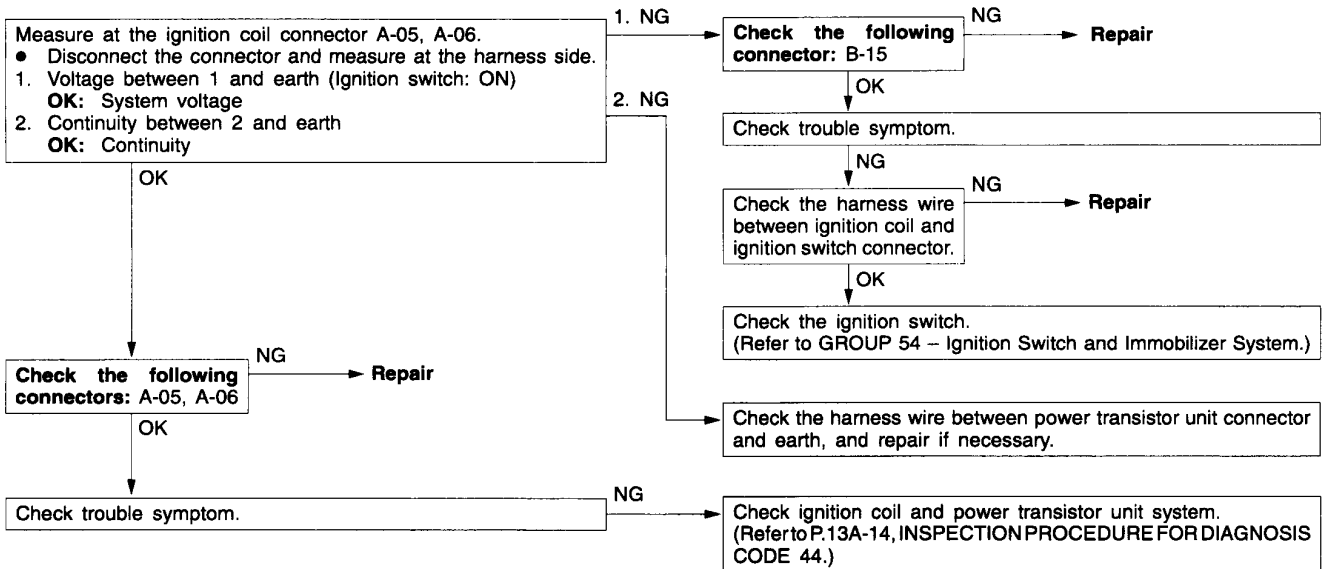 Measure at the ignition coil connector A-05, A-06.
● Disconnect the connector and measure at the harness side.
1. Voltage between 1 and earth (Ignition switch: ON)
OK: System voltage
2. Continuity between 2 and earth
OK: Continuity
1. NG
2. NG
OK
Check the following
connector: B-15
NG
Repair
OK
Check trouble symptom.
NG
Check the harness wire
between ignition coil and
ignition switch connector.
NG
Repair
OK
Check the ignition switch.
(Refer to GROUP 54 – Ignition Switch and Immobilizer System.)
Check the following
connectors: A-05, A-06
NG
Repair
OK
Check the harness wire between power transistor unit connector
and earth, and repair if necessary.
Check trouble symptom.
NG
Check ignition coil and power transistor unit system.
(Refer to P.13A-14, INSPECTION PROCEDURE FOR DIAGNOSIS
CODE 44.)